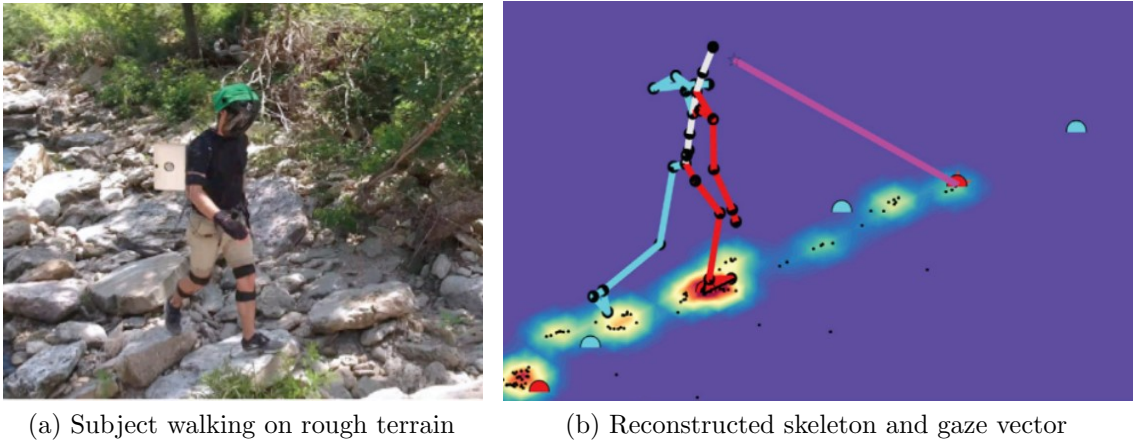 (a) Subject walking on rough terrain
(b) Reconstructed skeleton and gaze vector